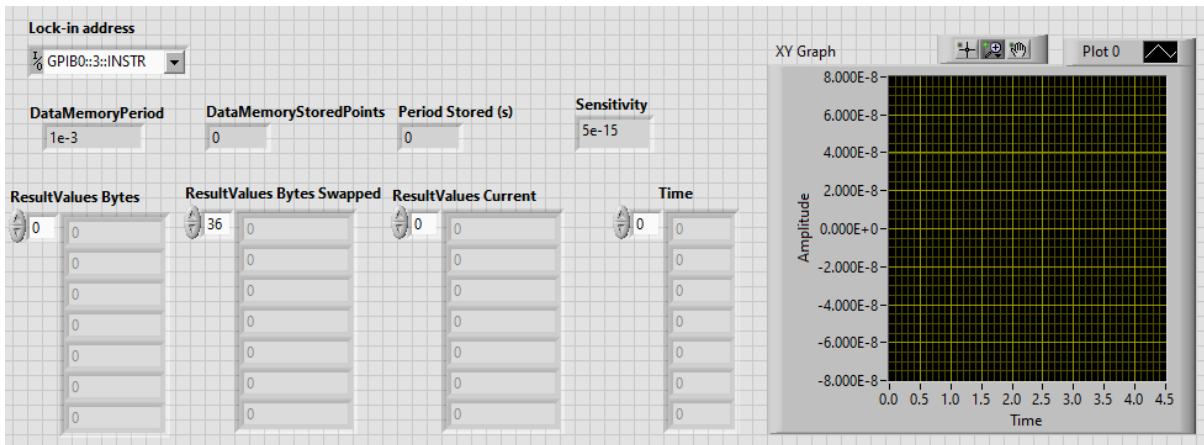 Lock-in address
I/O GPIB0::3::INSTR
DataMemoryPeriod
1e-3
DataMemoryStoredPoints
0
Period Stored (s)
0
Sensitivity
5e-15
ResultValues Bytes
0
0
0
0
0
0
0
0
ResultValues Bytes Swapped
36
0
0
0
0
0
0
0
ResultValues Current
0
0
0
0
0
0
0
0
Time
0
0
0
0
0
0
0
0
XY Graph
Plot 0
Amplitude
8.000E-8
6.000E-8
4.000E-8
2.000E-8
0.000E+0
-2.000E-8
-4.000E-8
-6.000E-8
-8.000E-8
0.0 0.5 1.0 1.5 2.0 2.5 3.0 3.5 4.0 4.5
Time